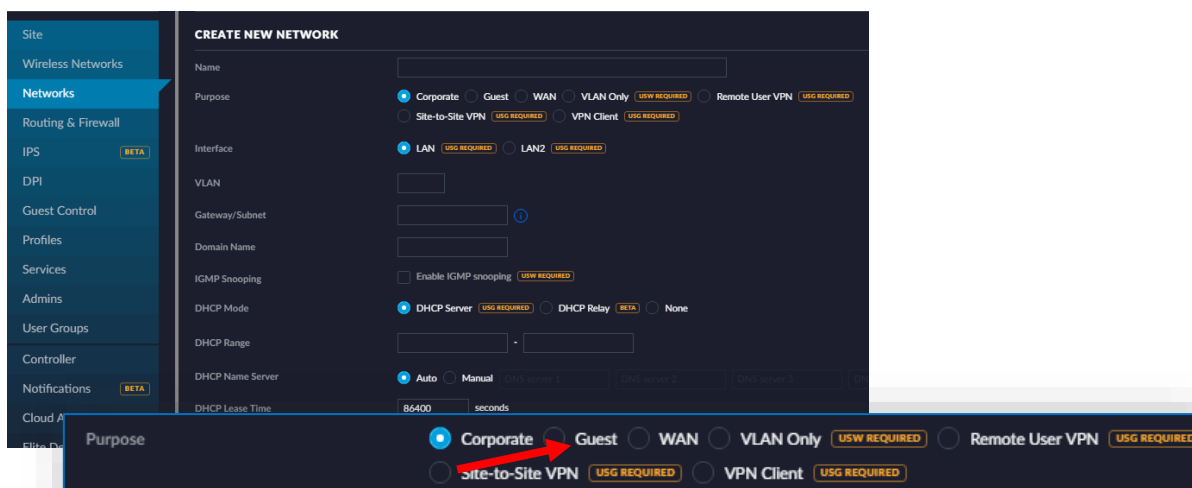 Site
Wireless Networks
Networks
Routing & Firewall
IPS BETA
DPI
Guest Control
Profiles
Services
Admins
User Groups
Controller
Notifications BETA
Cloud A
Elite De
CREATE NEW NETWORK
Name
Purpose Corporate Guest WAN VLAN Only USW REQUIRED Remote User VPN USG REQUIRED
Site-to-Site VPN USG REQUIRED VPN Client USG REQUIRED
Interface LAN USG REQUIRED LAN2 USG REQUIRED
VLAN
Gateway/Subnet
Domain Name
IGMP Snooping Enable IGMP snooping USW REQUIRED
DHCP Mode DHCP Server USG REQUIRED DHCP Relay BETA None
DHCP Range -
DHCP Name Server Auto Manual DNS server 1 DNS server 2 DNS server 3 DN
DHCP Lease Time 86400 seconds
Purpose Corporate Guest WAN VLAN Only USW REQUIRED Remote User VPN USG REQUIRED
Site-to-Site VPN USG REQUIRED VPN Client USG REQUIRED